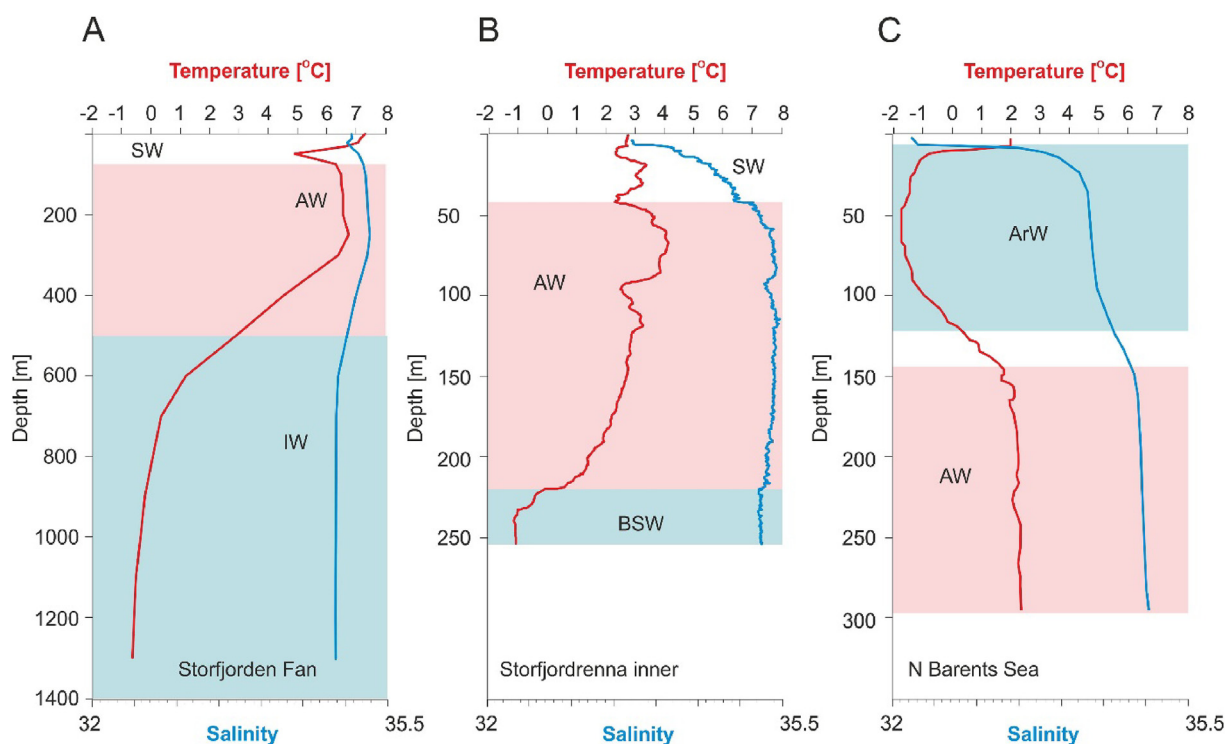 A
Temperature [°C]
-2 -1 0 1 2 3 4 5 6 7 8
SW
AW
IW
Depth [m]
200
400
600
800
1000
1200
1400
Storfjorden Fan
32 35.5
Salinity
B
Temperature [°C]
-2 -1 0 1 2 3 4 5 6 7 8
SW
AW
BSW
Depth [m]
50
100
150
200
250
Storfjordrenna inner
32 35.5
Salinity
C
Temperature [°C]
-2 -1 0 1 2 3 4 5 6 7 8
ArW
AW
Depth [m]
50
100
150
200
250
300
N Barents Sea
32 35.5
Salinity